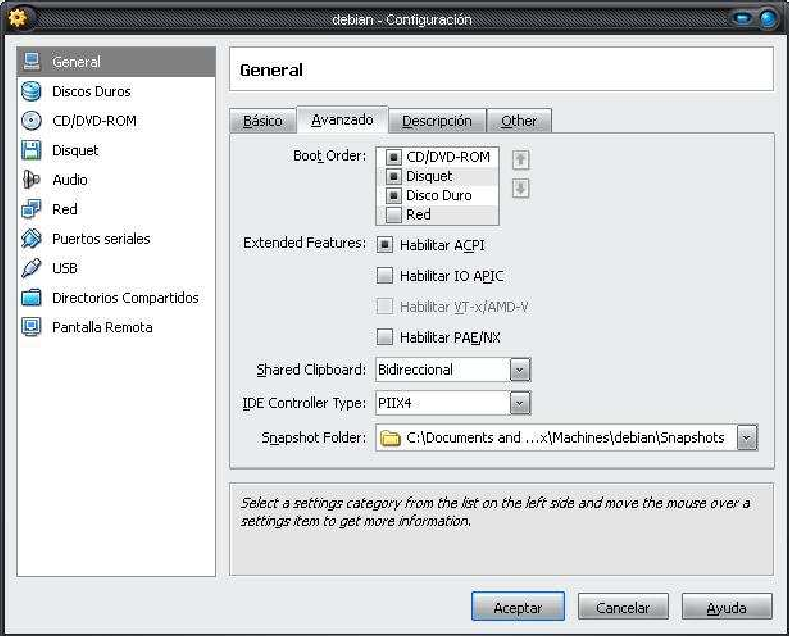 debian - Configuración
General
Discos Duros
CD/DVD-ROM
Disquet
Audio
Red
Puertos seriales
USB
Directorios Compartidos
Pantalla Remota
General
Básico Avanzado Descripción Other
Boot Order: CD/DVD-ROM
Disquet
Disco Duro
Red
Extended Features: Habilitar ACPI
Habilitar IO APIC
Habilitar VT-x/AMD-V
Habilitar PAE/NX
Shared Clipboard: Bidireccional
IDE Controller Type: PIIX4
Snapshot Folder: C:\Documents and ...x\Machines\debian\Snapshots
Select a settings category from the list on the left side and move the mouse over a
settings item to get more information.
Aceptar Cancelar Ayuda